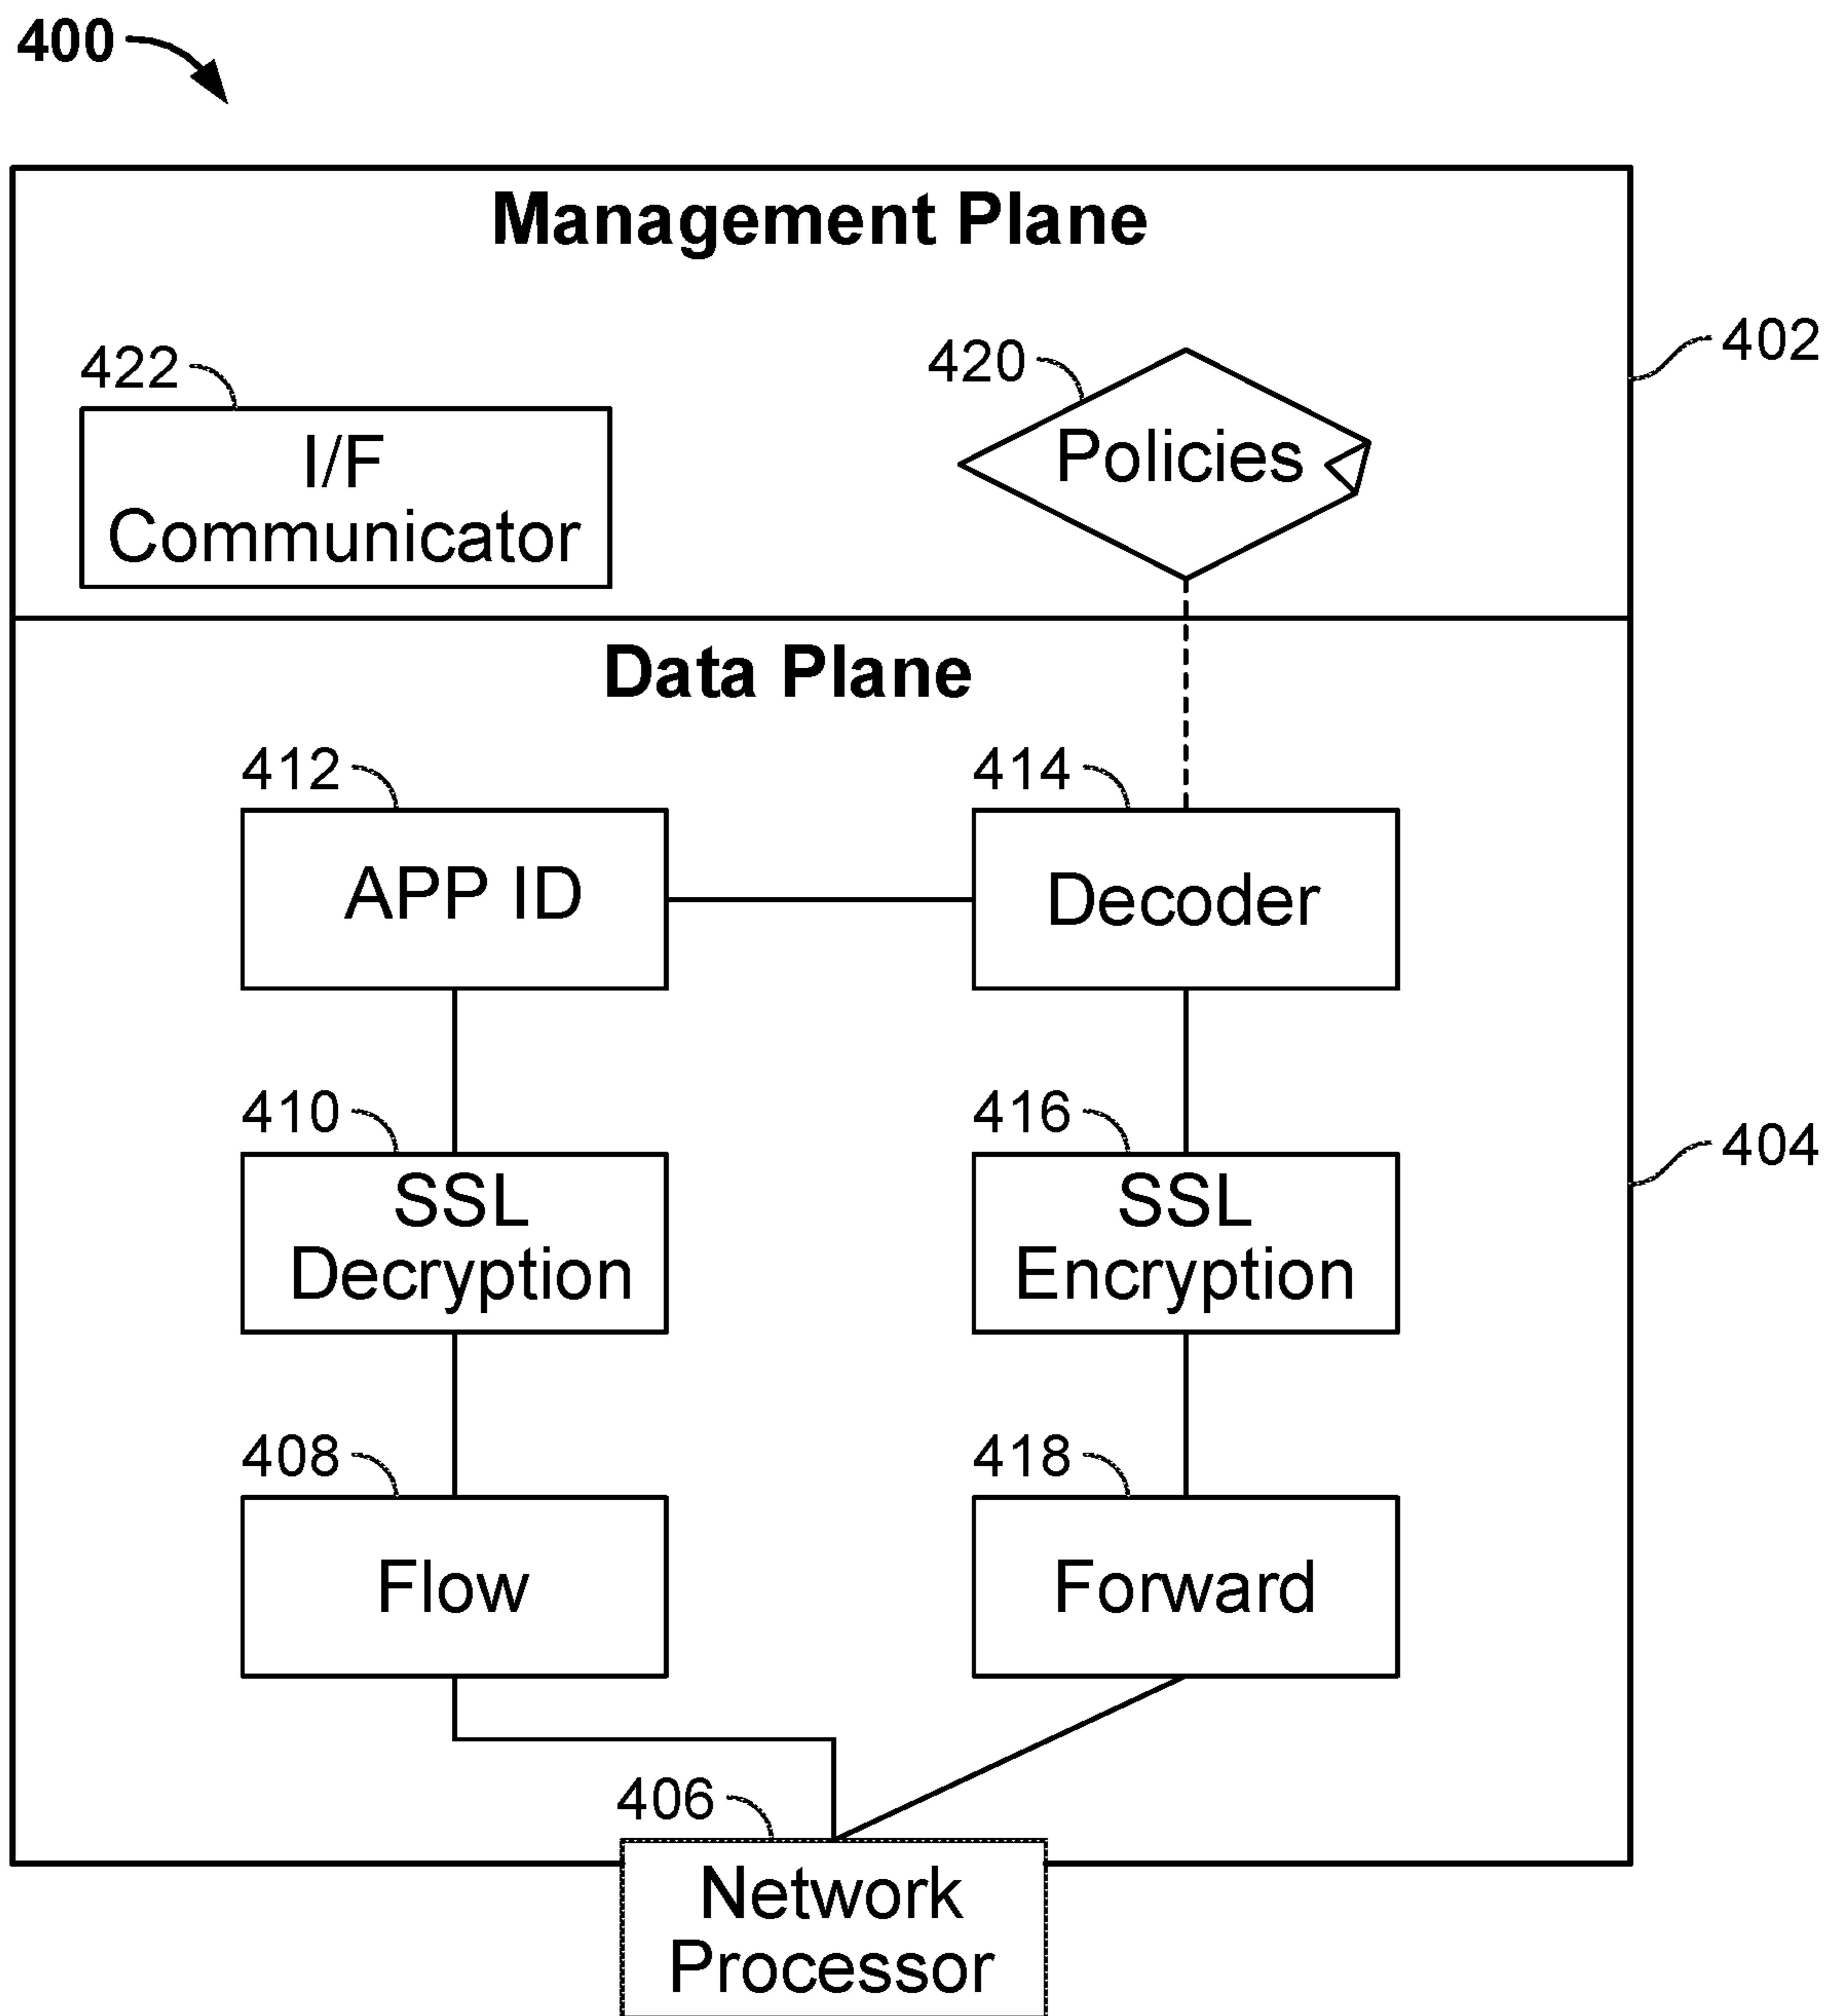 400
Management Plane
402
422
420
I/F
Communicator
Policies
Data Plane
412
414
APP ID
Decoder
410
416
404
SSL
Decryption
SSL
Encryption
408
418
Flow
Forward
406
Network
Processor